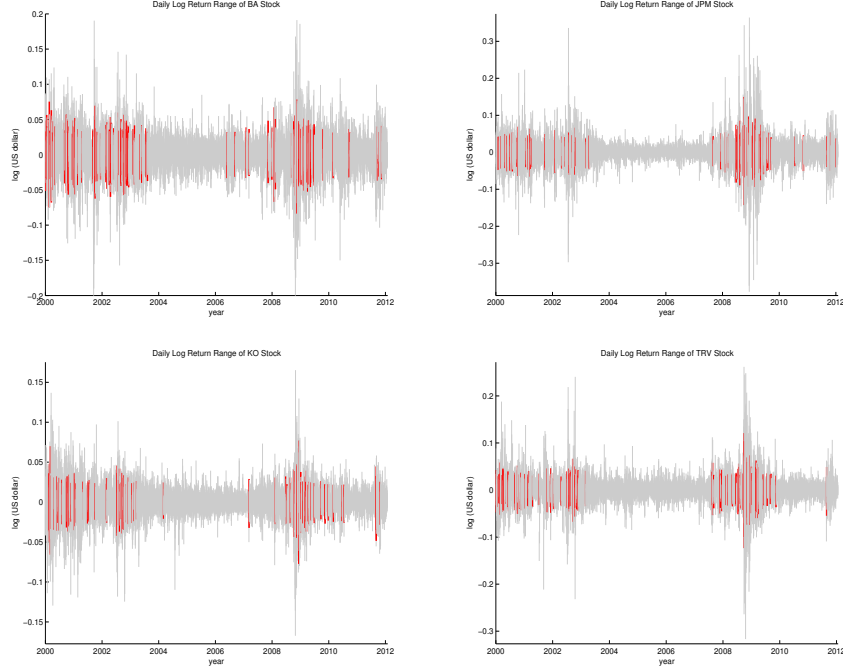 Daily Log Return Range of BA Stock
0.2
0.15
0.1
0.05
0
−0.05
−0.1
−0.15
−0.2
log (US dollar)
2000 2002 2004 2006 2008 2010 2012
year
Daily Log Return Range of JPM Stock
0.3
0.2
0.1
0
−0.1
−0.2
−0.3
log (US dollar)
2000 2002 2004 2006 2008 2010 2012
year
Daily Log Return Range of KO Stock
0.15
0.1
0.05
0
−0.05
−0.1
−0.15
log (US dollar)
2000 2002 2004 2006 2008 2010 2012
year
Daily Log Return Range of TRV Stock
0.2
0.1
0
−0.1
−0.2
−0.3
log (US dollar)
2000 2002 2004 2006 2008 2010 2012
year